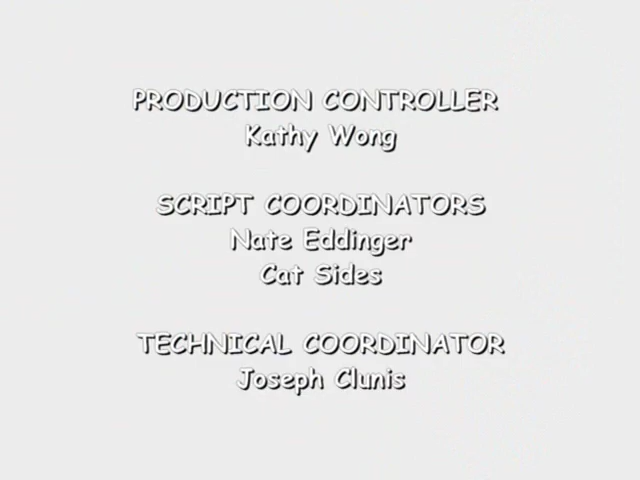 PRODUCTION CONTROLLER
Kathy Wong
SCRIPT COORDINATORS
Nate Eddinger
Cat Sides
TECHNICAL COORDINATOR
Joseph Clunis